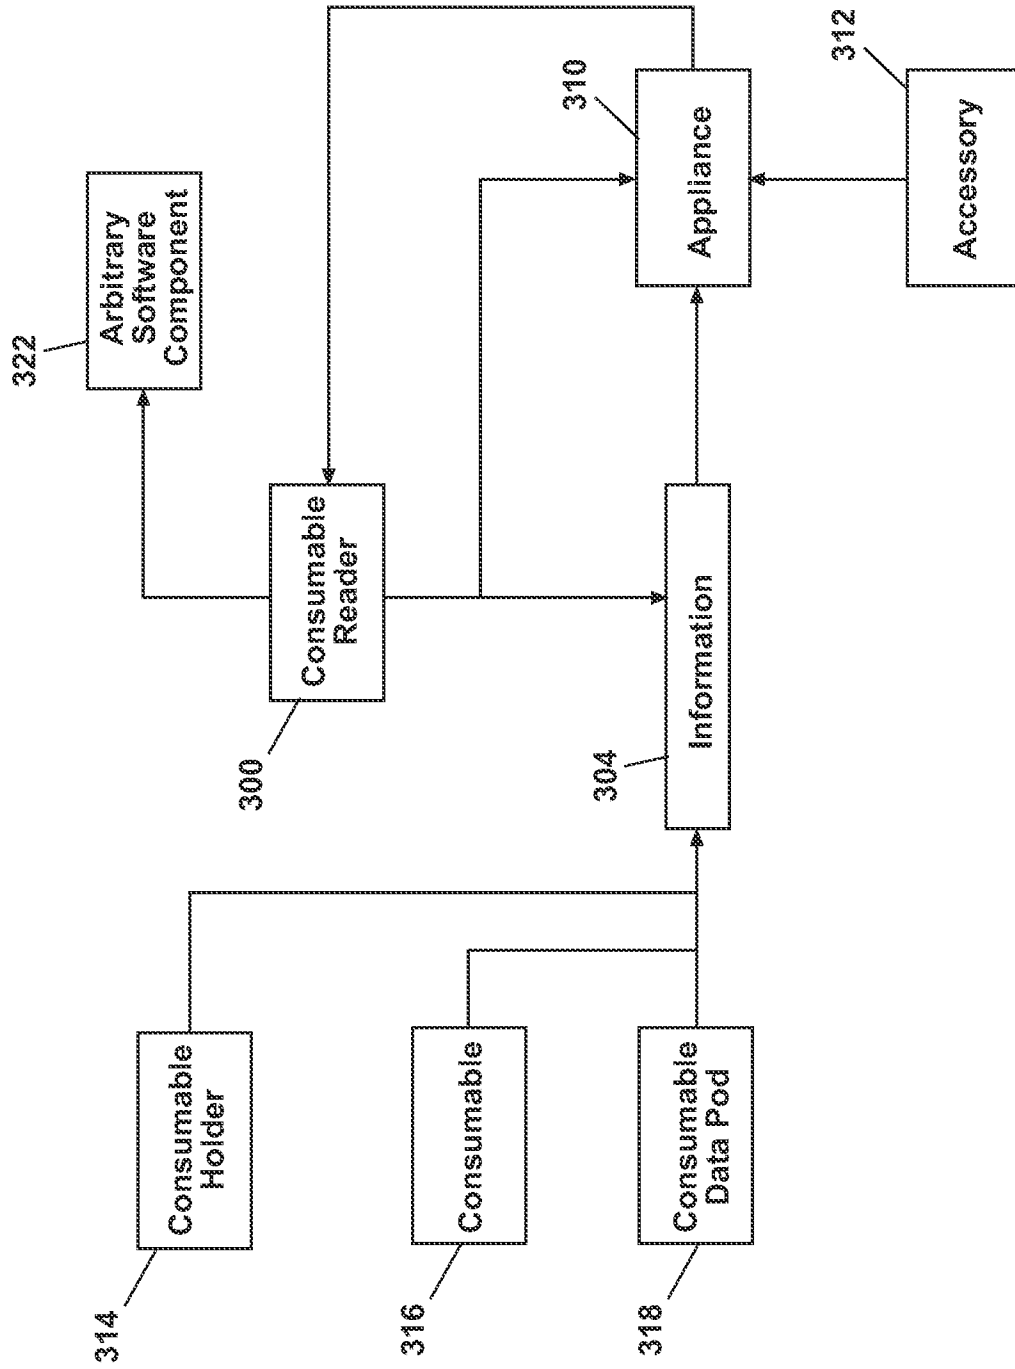 314
Consumable
Holder
316
Consumable
318
Consumable
Data Pod
322
Arbitrary
Software
Component
300
Consumable
Reader
304
Information
310
Appliance
312
Accessory